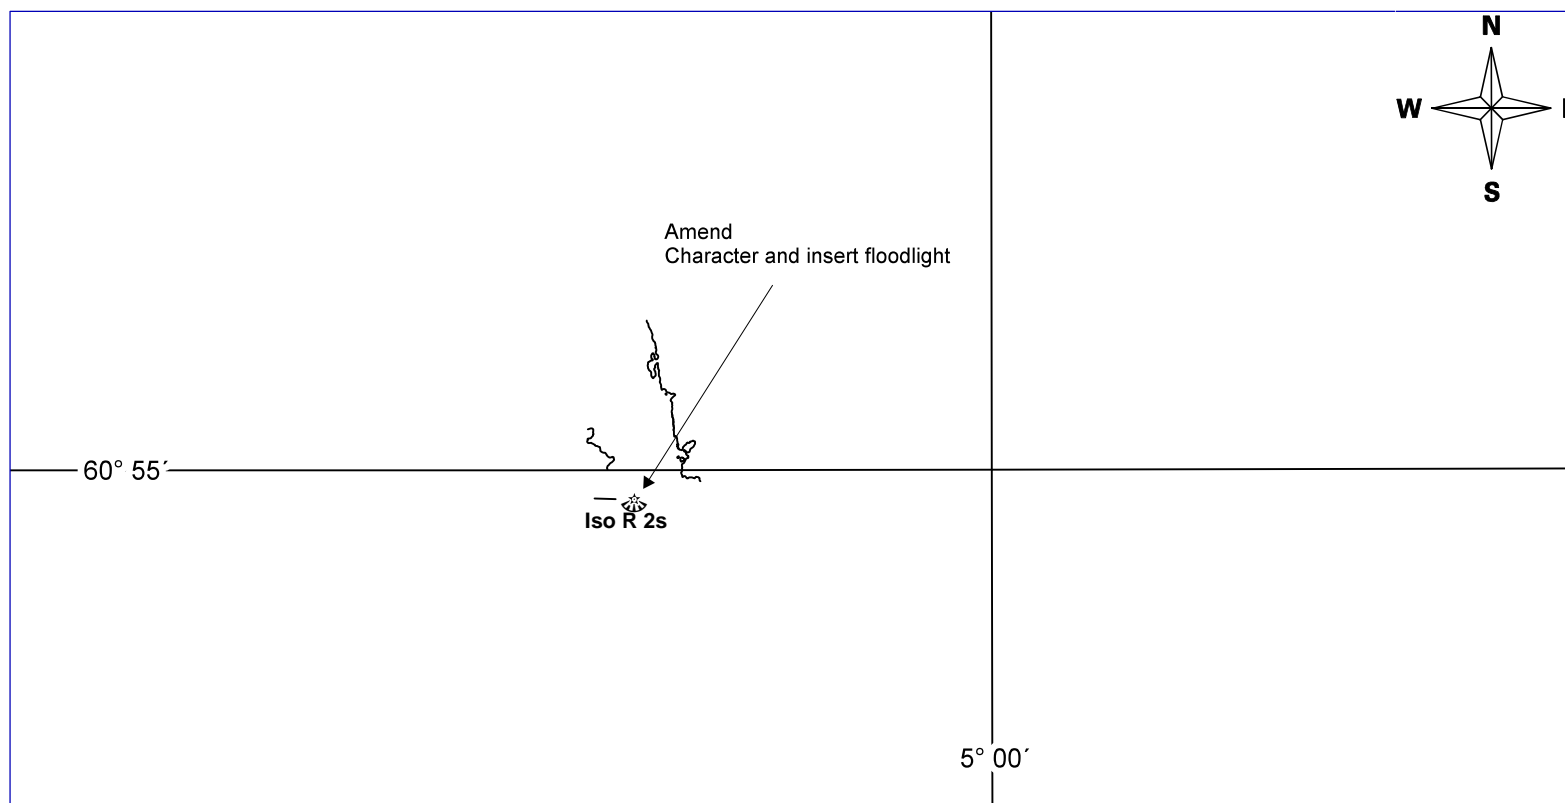 N
W
S
Amend
Character and insert floodlight
60° 55´
Iso R 2s
5° 00´